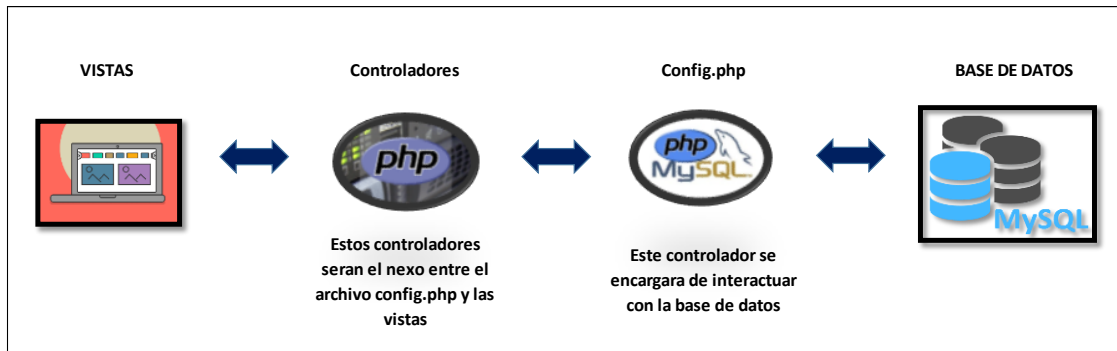 VISTAS
Controladores
Config.php
BASE DE DATOS
php
php
MySQL
MySQL
Estos controladores
seran el nexo entre el
archivo config.php y las
vistas
Este controlador se
encargara de interactuar
con la base de datos